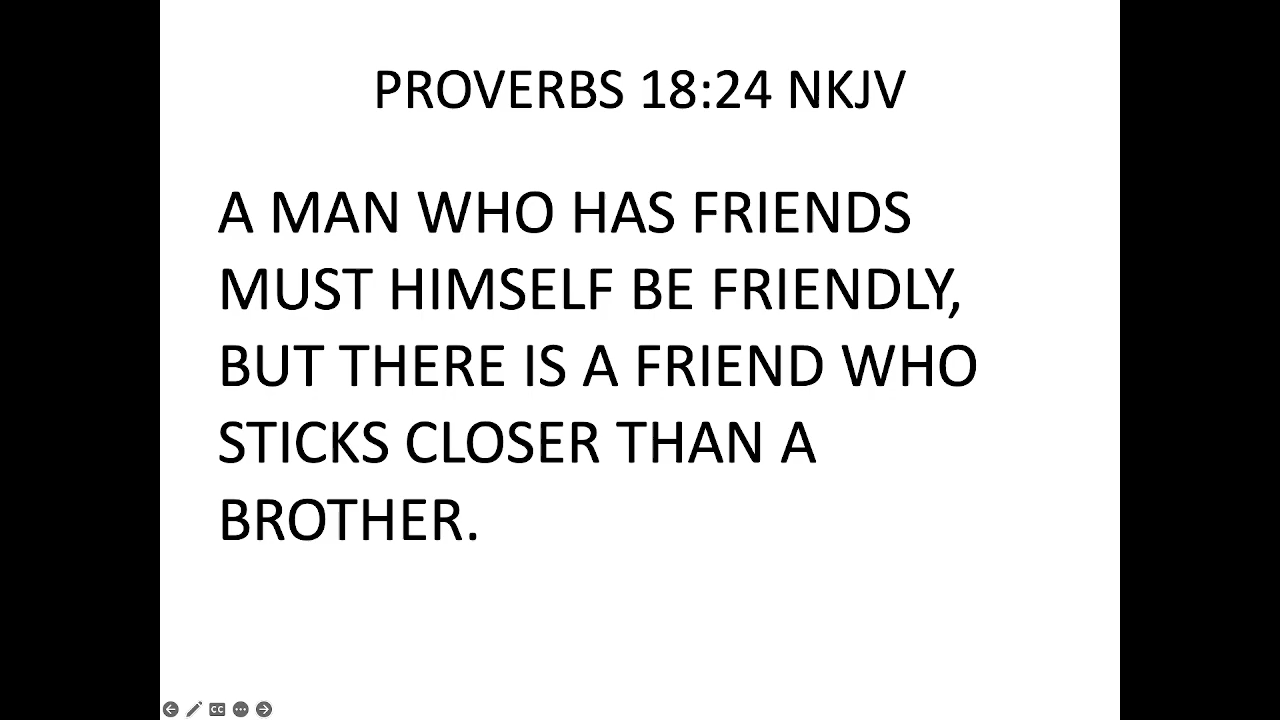 PROVERBS 18:24 NKJV
A MAN WHO HAS FRIENDS
MUST HIMSELF BE FRIENDLY,
BUT THERE IS A FRIEND WHO
STICKS CLOSER THAN A
BROTHER.
CC